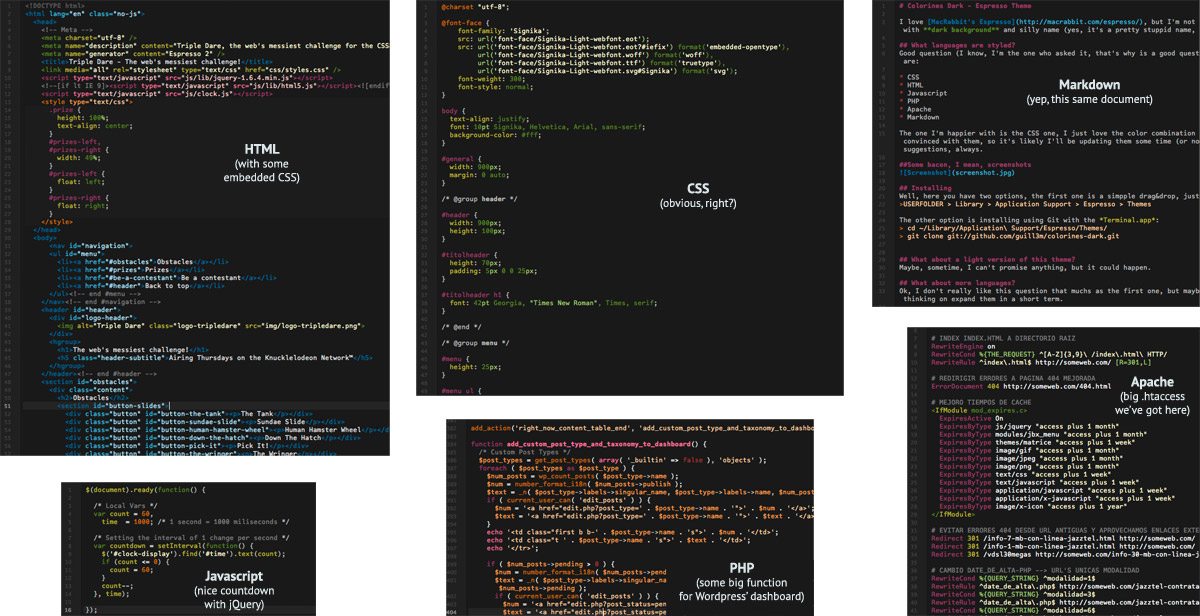 <!DOCTYPE html>
<html lang="en" class="no-js">
<head>
<!-- Meta -->
<meta charset="utf-8" />
<meta name="description" content="Triple Dare, the web's messiest challenge for the CSS
<meta name="generator" content="Espresso 2">
<title>Triple Dare - The web's messiest challenge!</title>
<link media="all" rel="stylesheet" type="text/css" href="css/styles.css" />
<script type="text/javascript" src="js/lib/jquery-1.6.4.min.js"></script>
<!--[if lt IE 9]><script type="text/javascript" src="js/lib/html5.js"></script><![endif
<script type="text/javascript" src="js/clock.js"></script>
<style type="text/css">
.prize {
height: 100%;
text-align: center;
}
#prizes-left,
#prizes-right {
width: 49%;
}
#prizes-left {
float: left;
}
#prizes-right {
float: right;
}
</style>
</head>
<body>
<nav id="navigation">
<ul id="menu">
<li><a href="#obstacles">Obstacles</a></li>
<li><a href="#prizes">Prizes</a></li>
<li><a href="#be-a-contestant">Be a contestant</a></li>
<li><a href="#header">Back to top</a></li>
</ul><!-- end #menu -->
</nav><!-- end #navigation -->
<header id="header">
<div id="logo-header">
<img alt="Triple Dare" class="logo-tripledare" src="img/logo-tripledare.png">
</div>
<hgroup>
<h1>The web's messiest challenge!</h1>
<h5 class="header-subtitle">Airing Thursdays on the Knucklelodeon Network™</h5>
</hgroup>
</header><!-- end #header -->
<section id="obstacles">
<div class="content">
<h2>Obstacles</h2>
51 <section id="button-slides">
<div class="button" id="button-the-tank"><p>The Tank</p></div>
<div class="button" id="button-sundae-slide"><p>Sundae Slide</p></div>
<div class="button" id="button-human-hamster-wheel"><p>Human Hamster Wheel</p></div>
<div class="button" id="button-down-the-hatch"><p>Down The Hatch</p></div>
<div class="button" id="button-pick-it"><p>Pick It!</p></div>
<div class="button" id="button-the-wringer"><p>The Wringer</p></div>
HTML
(with some
embedded CSS)
@charset "utf-8";
@font-face {
font-family: 'Signika';
src: url('font-face/Signika-Light-webfont.eot');
src: url('font-face/Signika-Light-webfont.eot?#iefix') format('embedded-opentype'),
url('font-face/Signika-Light-webfont.woff') format('woff'),
url('font-face/Signika-Light-webfont.ttf') format('truetype'),
url('font-face/Signika-Light-webfont.svg#Signika') format('svg');
font-weight: 300;
font-style: normal;
}
body {
text-align: justify;
font: 30pt Signika, Helvetica, Arial, sans-serif;
background-color: #fff;
}
#general {
width: 900px;
margin: 0 auto;
}
/* @group header */
#header {
width: 900px;
height: 100px;
}
#titolheader {
height: 70px;
padding: 5px 0 0 25px;
}
#titolheader h1 {
font: 42pt Georgia, "Times New Roman", Times, serif;
}
/* @end */
/* @group menu */
#menu {
height: 25px;
}
#menu ul {
CSS
(obvious, right?)
# Colorines Dark - Espresso Theme
I love [MacRabbit's Espresso](http://macrabbit.com/espresso/), but I'm not
with **dark background** and silly name (yes, it's a pretty stuppid name,
## What languages are styled?
Good question (I know, I'm the one who asked it, that's why is a good ques
are:
* CSS
* HTML
* Javascript
* PHP
* Apache
* Markdown
The one I'm happier with is the CSS one, I just love the color combination
convinced with them, so it's likely I'll be updating them some time (or no
suggestions, always.
##Some bacon, I mean, screenshots
![Screenshot](screenshot.jpg)
## Installing
Well, here you have two options, the first one is a simpple drag&drop, just
>USERFOLDER > Library > Application Support > Espresso > Themes
The other option is installing using Git with the *Terminal.app*:
> cd ~/Library/Application\ Support/Espresso/Themes/
> git clone git://github.com/guill3m/colorines-dark.git
## What about a light version of this theme?
Maybe, sometime, I can't promise anything, but it could happen.
## What about more languages?
Ok, I don't really like this question that muchs as the first one, but mayb
thinking on expand them in a short term.
Markdown
(yep, this same document)
$(document).ready(function() {
/* Local Vars */
var count = 60,
time = 1000; /* 1 second = 1000 miliseconds */
/* Setting the interval of 1 change per second */
var countdown = setInterval(function() {
$('#clock-display').find('#time').text(count);
if (count <= 0) {
count = 60;
}
count--;
}, time);
16 });
Javascript
(nice countdown
with jQuery)
add_action('right_now_content_table_end', 'add_custom_post_type_and_taxonomy_to_dashbo
function add_custom_post_type_and_taxonomy_to_dashboard() {
/* Custom Post Types */
$post_types = get_post_types( array( '_builtin' => false ), 'objects' );
foreach ( $post_types as $post_type ) {
$num_posts = wp_count_posts( $post_type->name );
$num = number_format_i18n( $num_posts->publish );
$text = _n( $post_type->labels->singular_name, $post_type->labels->name, $num_post
if ( current_user_can( 'edit_posts' ) ) {
$num = '<a href="edit.php?post_type=' . $post_type->name . '">' . $num . '</a>';
$text = '<a href="edit.php?post_type=' . $post_type->name . '">' . $text . '</a>
}
echo '<td class="first b b-' . $post_type->name . 's">' . $num . '</td>';
echo '<td class="t ' . $post_type->name . 's">' . $text . '</td>';
echo '</tr>';
if ( $num_posts->pending > 0 ) {
$num = number_format_i18n( $num_posts->pend
$text = _n( $post_type->labels->singular_na
$num_posts->pending );
if ( current_user_can( 'edit_posts' ) ) {
$num = '<a href="edit.php?post_status=pen
404 $text = '<a href="edit.php?post_status=pe
PHP
(some big function
for Wordpress' dashboard)
# INDEX INDEX.HTML A DIRECTORIO RAIZ
RewriteEngine on
RewriteCond %{THE_REQUEST} ^[A-Z]{3,9}\ /index\.html\ HTTP/
RewriteRule ^index\.html$ http://someweb.com/ [R=301,L]
# REDIRIGIR ERRORES A PAGINA 404 MEJORADA
ErrorDocument 404 http://someweb.com/404.html
# MEJORO TIEMPOS DE CACHE
<IfModule mod_expires.c>
ExpiresActive On
ExpiresByType js/jquery "access plus 1 month"
ExpiresByType modules/jbx_menu "access plus 1 month"
ExpiresByType themes/matrice "access plus 1 week"
ExpiresByType image/gif "access plus 1 month"
ExpiresByType image/jpeg "access plus 1 month"
ExpiresByType image/png "access plus 1 month"
ExpiresByType text/css "access plus 1 week"
ExpiresByType text/javascript "access plus 1 week"
ExpiresByType application/javascript "access plus 1 week"
ExpiresByType application/x-javascript "access plus 1 week"
ExpiresByType image/x-icon "access plus 1 year"
</IfModule>
# EVITAR ERRORES 404 DESDE URL ANTIGUAS Y APROVECHAMOS ENLACES EXTE
Redirect 301 /info-7-mb-con-linea-jazztel.html http://someweb.com/
Redirect 301 /info-1-mb-con-linea-jazztel.html http://someweb.com/
Redirect 301 /vdsl30megas http://someweb.com/info-30-mb-con-linea-j
# CAMBIO DATE_DE_ALTA-PHP --> URL'S UNICAS MODALIDAD
RewriteCond %{QUERY_STRING} ^modalidad=1$
RewriteRule ^date_de_alta\.php$ http://someweb.com/jazztel-contrata
RewriteCond %{QUERY_STRING} ^modalidad=3$
RewriteRule ^date_de_alta\.php$ http://someweb.com/jazztel-contrata
RewriteCond %{QUERY_STRING} ^modalidad=6$
Apache
(big .htaccess
we've got here)